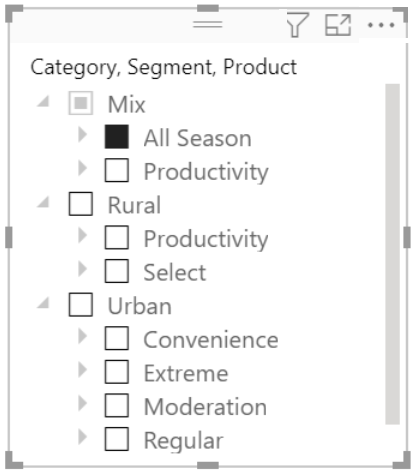 Category, Segment, Product
Mix
All Season
Productivity
Rural
Productivity
Select
Urban
Convenience
Extreme
Moderation
Regular